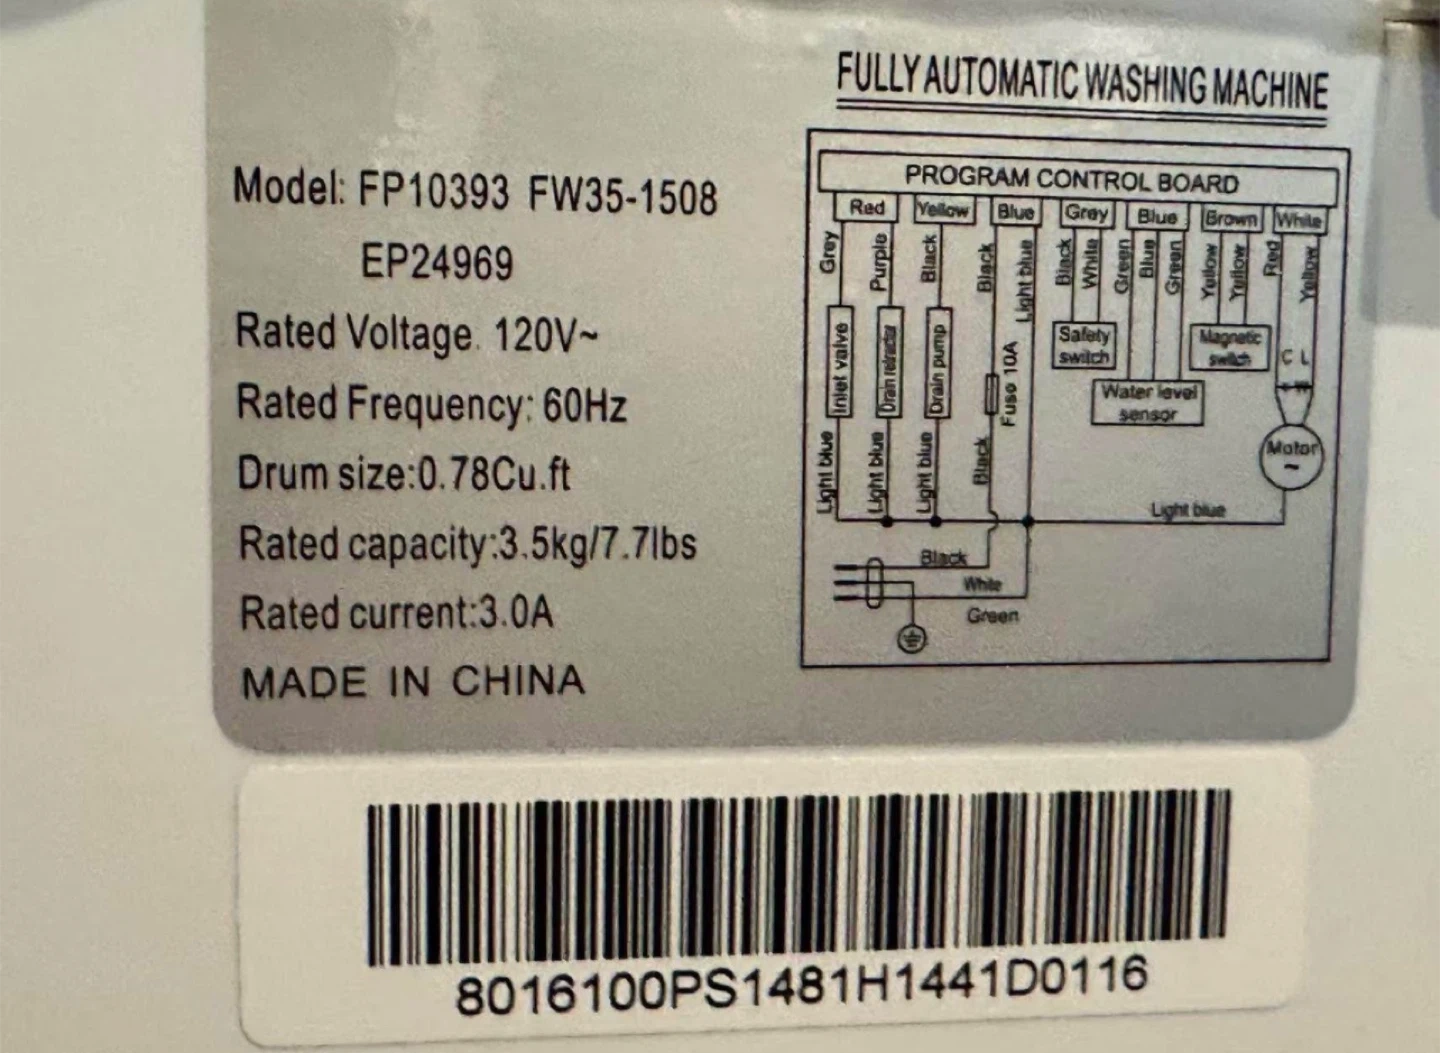 FULLY AUTOMATIC WASHING MACHINE
Model: FP10393 FW35-1508
EP24969
Rated Voltage 120V~
Rated Frequency: 60Hz
Drum size:0.78Cu.ft
Rated capacity:3.5kg/7.7lbs
Rated current:3.0A
MADE IN CHINA
PROGRAM CONTROL BOARD
Red Yellow Blue Grey Blue Brown White
Grey Purple Black Black Light blue Black White Green Blue Green Yellow Yellow Red Yellow
Inlet valve
Drain retractor
Drain pump
Fuse 10A
Safety
switch
Water level
sensor
Magnetic
switch
C L
Motor
~
Light blue Light blue Light blue Black
Light blue
Black
White
Green
8016100PS1481H1441D0116